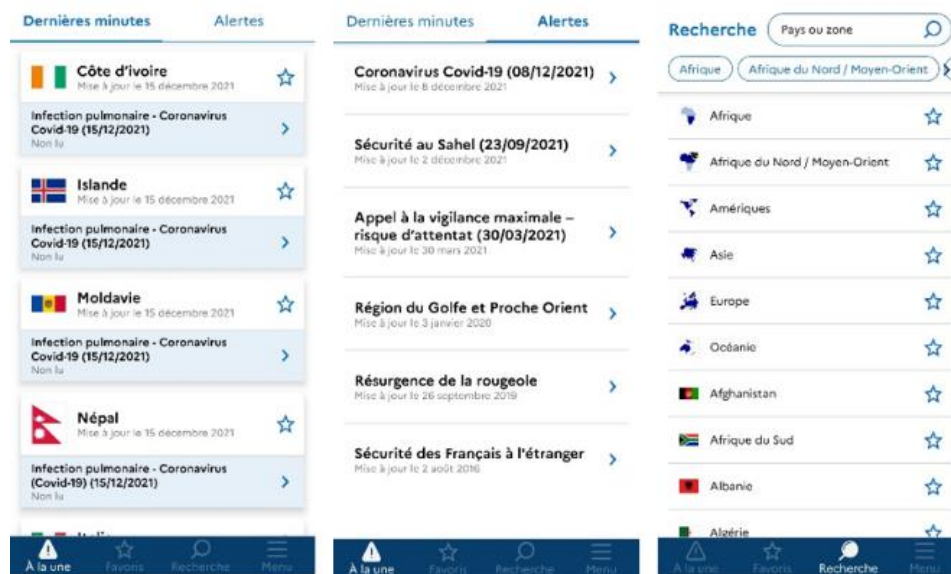 Dernières minutes
Alertes
Côte d'ivoire
Mise à jour le 15 décembre 2021
Infection pulmonaire - Coronavirus
Covid-19 (15/12/2021)
Non lu
Islande
Mise à jour le 15 décembre 2021
Infection pulmonaire - Coronavirus
Covid-19 (15/12/2021)
Non lu
Moldavie
Mise à jour le 15 décembre 2021
Infection pulmonaire - Coronavirus
Covid-19 (15/12/2021)
Non lu
Népal
Mise à jour le 15 décembre 2021
Infection pulmonaire - Coronavirus
(Covid-19) (15/12/2021)
Non lu
À la une
Favoris
Recherche
Menu
Dernières minutes
Alertes
Coronavirus Covid-19 (08/12/2021)
Mise à jour le 8 décembre 2021
Sécurité au Sahel (23/09/2021)
Mise à jour le 2 décembre 2021
Appel à la vigilance maximale –
risque d'attentat (30/03/2021)
Mise à jour le 30 mars 2021
Région du Golfe et Proche Orient
Mise à jour le 3 janvier 2020
Résurgence de la rougeole
Mise à jour le 26 septembre 2019
Sécurité des Français à l'étranger
Mise à jour le 2 août 2016
À la une
Favoris
Recherche
Menu
Recherche
Pays ou zone
Afrique
Afrique du Nord / Moyen-Orient
Afrique
Afrique du Nord / Moyen-Orient
Amériques
Asie
Europe
Océanie
Afghanistan
Afrique du Sud
Albanie
Algérie
À la une
Favoris
Recherche
Menu